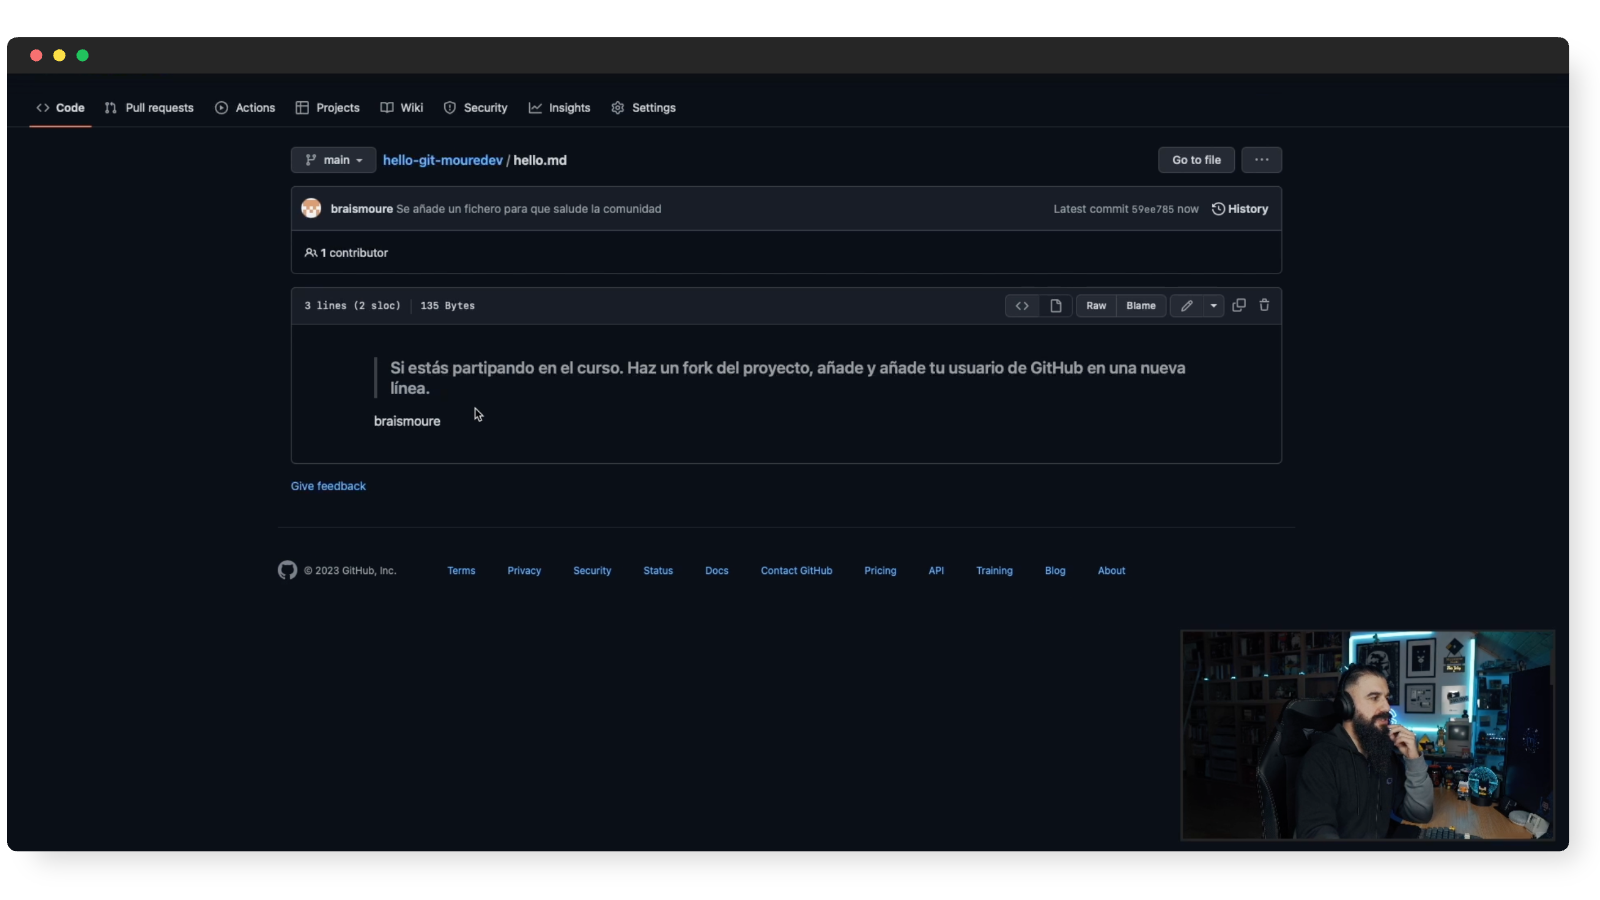 Code Pull requests Actions Projects Wiki Security Insights Settings
main hello-git-mouredev / hello.md Go to file ...
braismoure Se añade un fichero para que salude la comunidad Latest commit 59ee785 now History
1 contributor
3 lines (2 sloc) 135 Bytes Raw Blame
Si estás partipando en el curso. Haz un fork del proyecto, añade y añade tu usuario de GitHub en una nueva
línea.
braismoure
Give feedback
© 2023 GitHub, Inc. Terms Privacy Security Status Docs Contact GitHub Pricing API Training Blog About